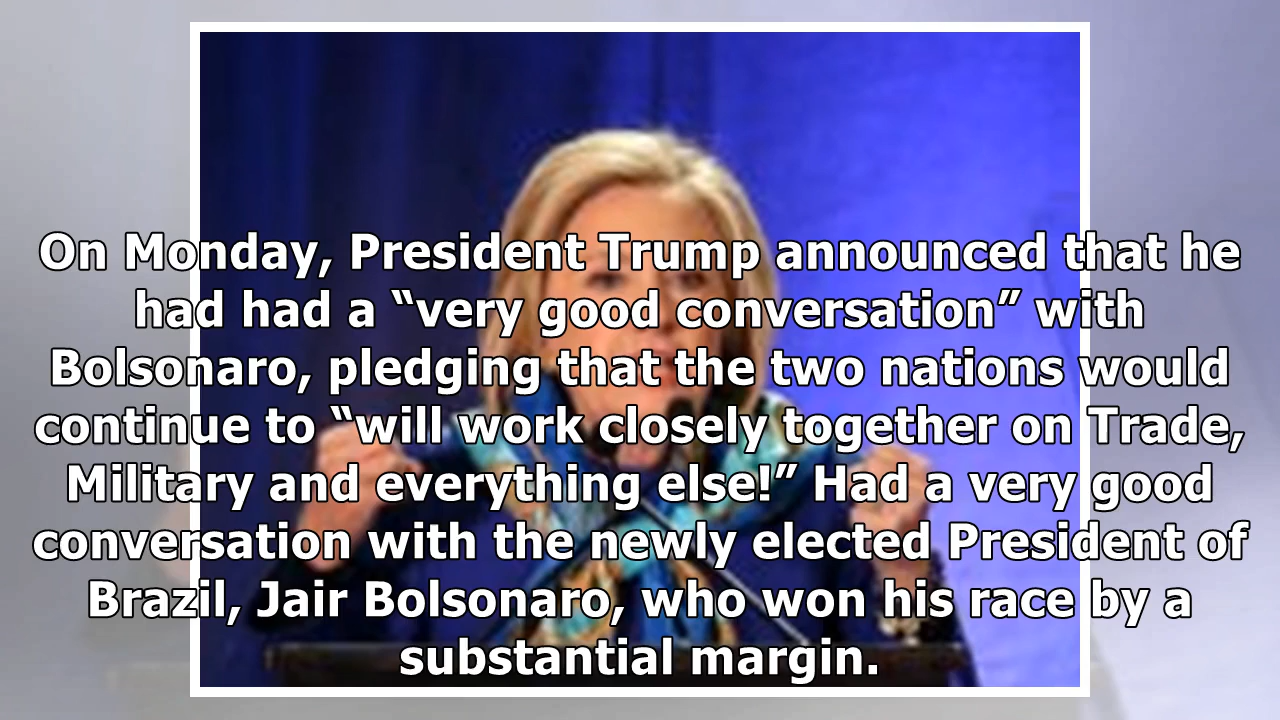 On Monday, President Trump announced that he
had had a “very good conversation” with
Bolsonaro, pledging that the two nations would
continue to “will work closely together on Trade,
Military and everything else!” Had a very good
conversation with the newly elected President of
Brazil, Jair Bolsonaro, who won his race by a
substantial margin.